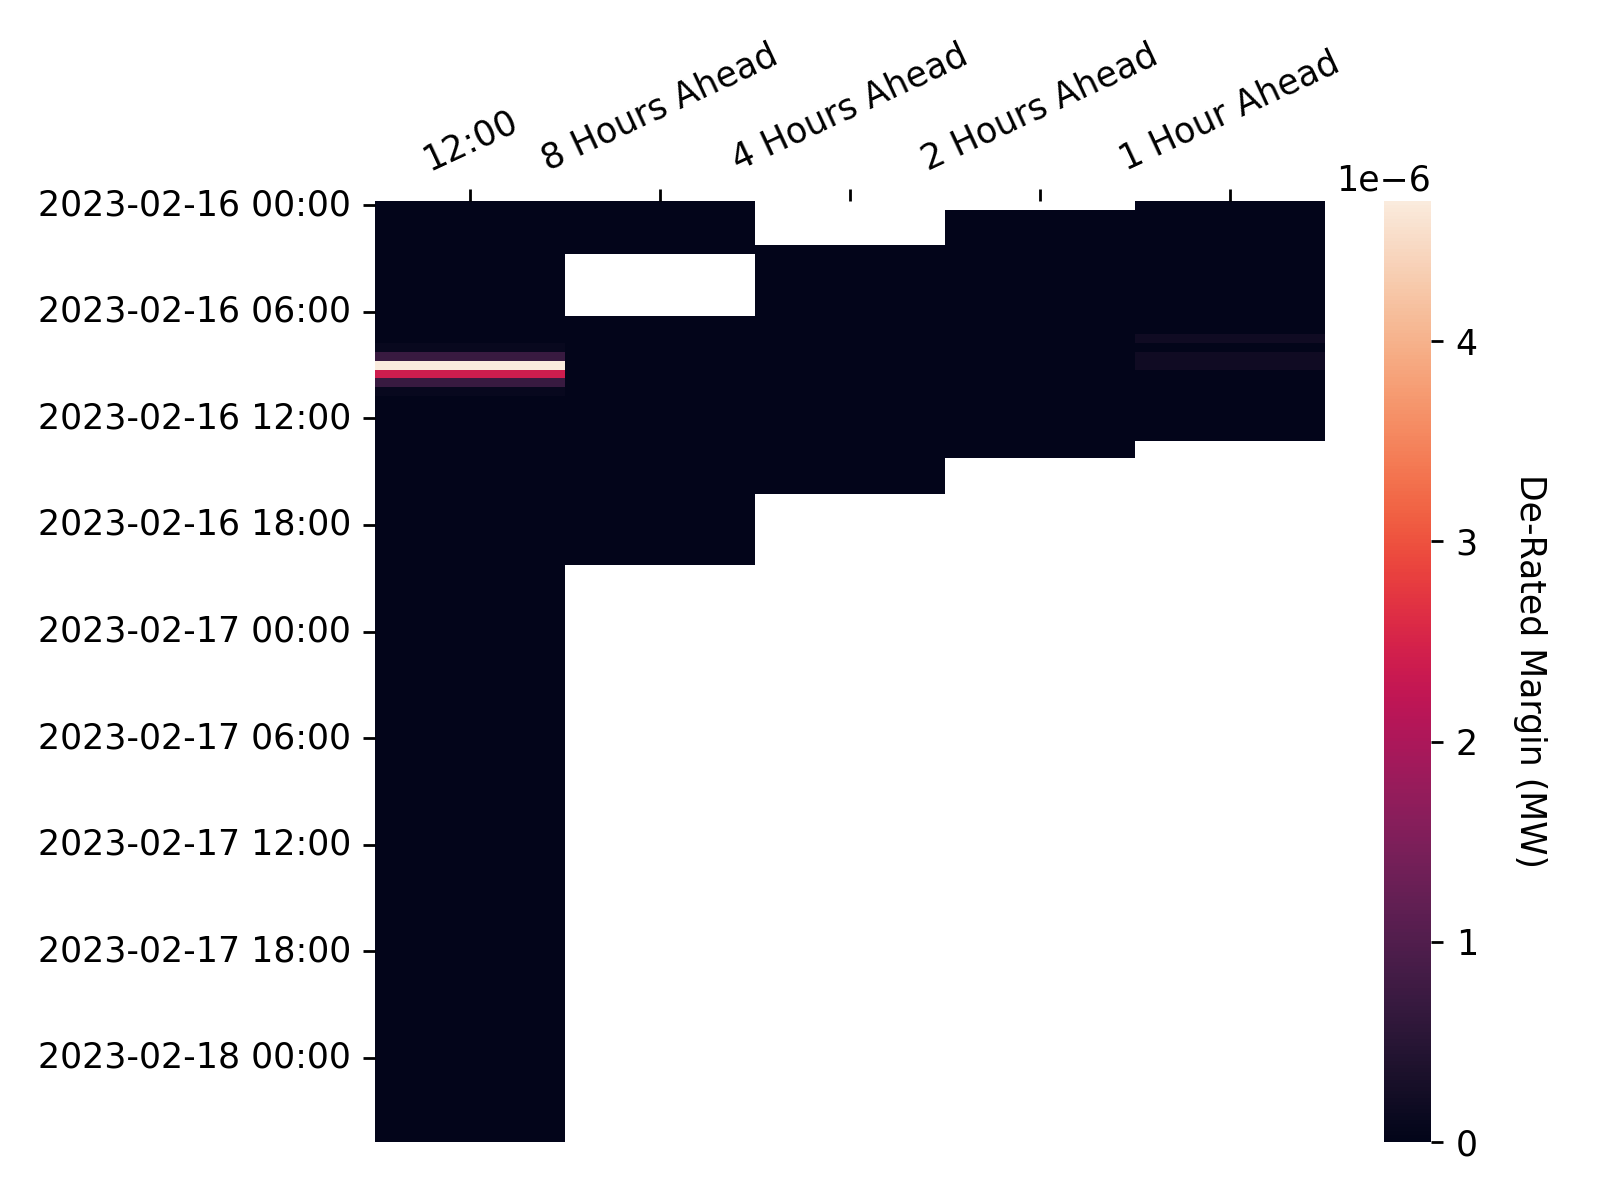 12:00
8 Hours Ahead
4 Hours Ahead
2 Hours Ahead
1 Hour Ahead
2023-02-16 00:00
2023-02-16 06:00
2023-02-16 12:00
2023-02-16 18:00
2023-02-17 00:00
2023-02-17 06:00
2023-02-17 12:00
2023-02-17 18:00
2023-02-18 00:00
1e−6
4
3
2
1
0
De-Rated Margin (MW)